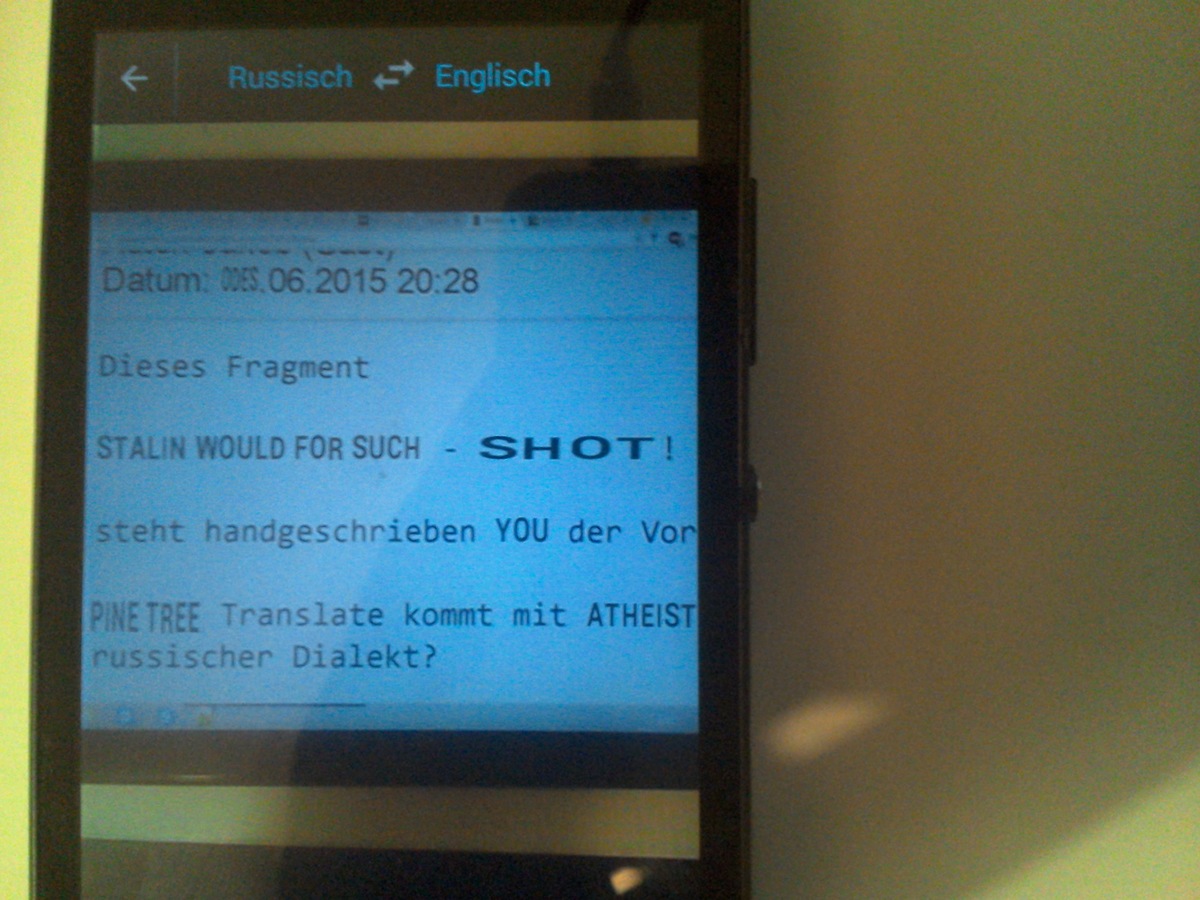 Russisch Englisch
Datum: ODES.06.2015 20:28
Dieses Fragment
STALIN WOULD FOR SUCH - SHOT!
steht handgeschrieben YOU der Vor
PINE TREE Translate kommt mit ATHEIST
russischer Dialekt?